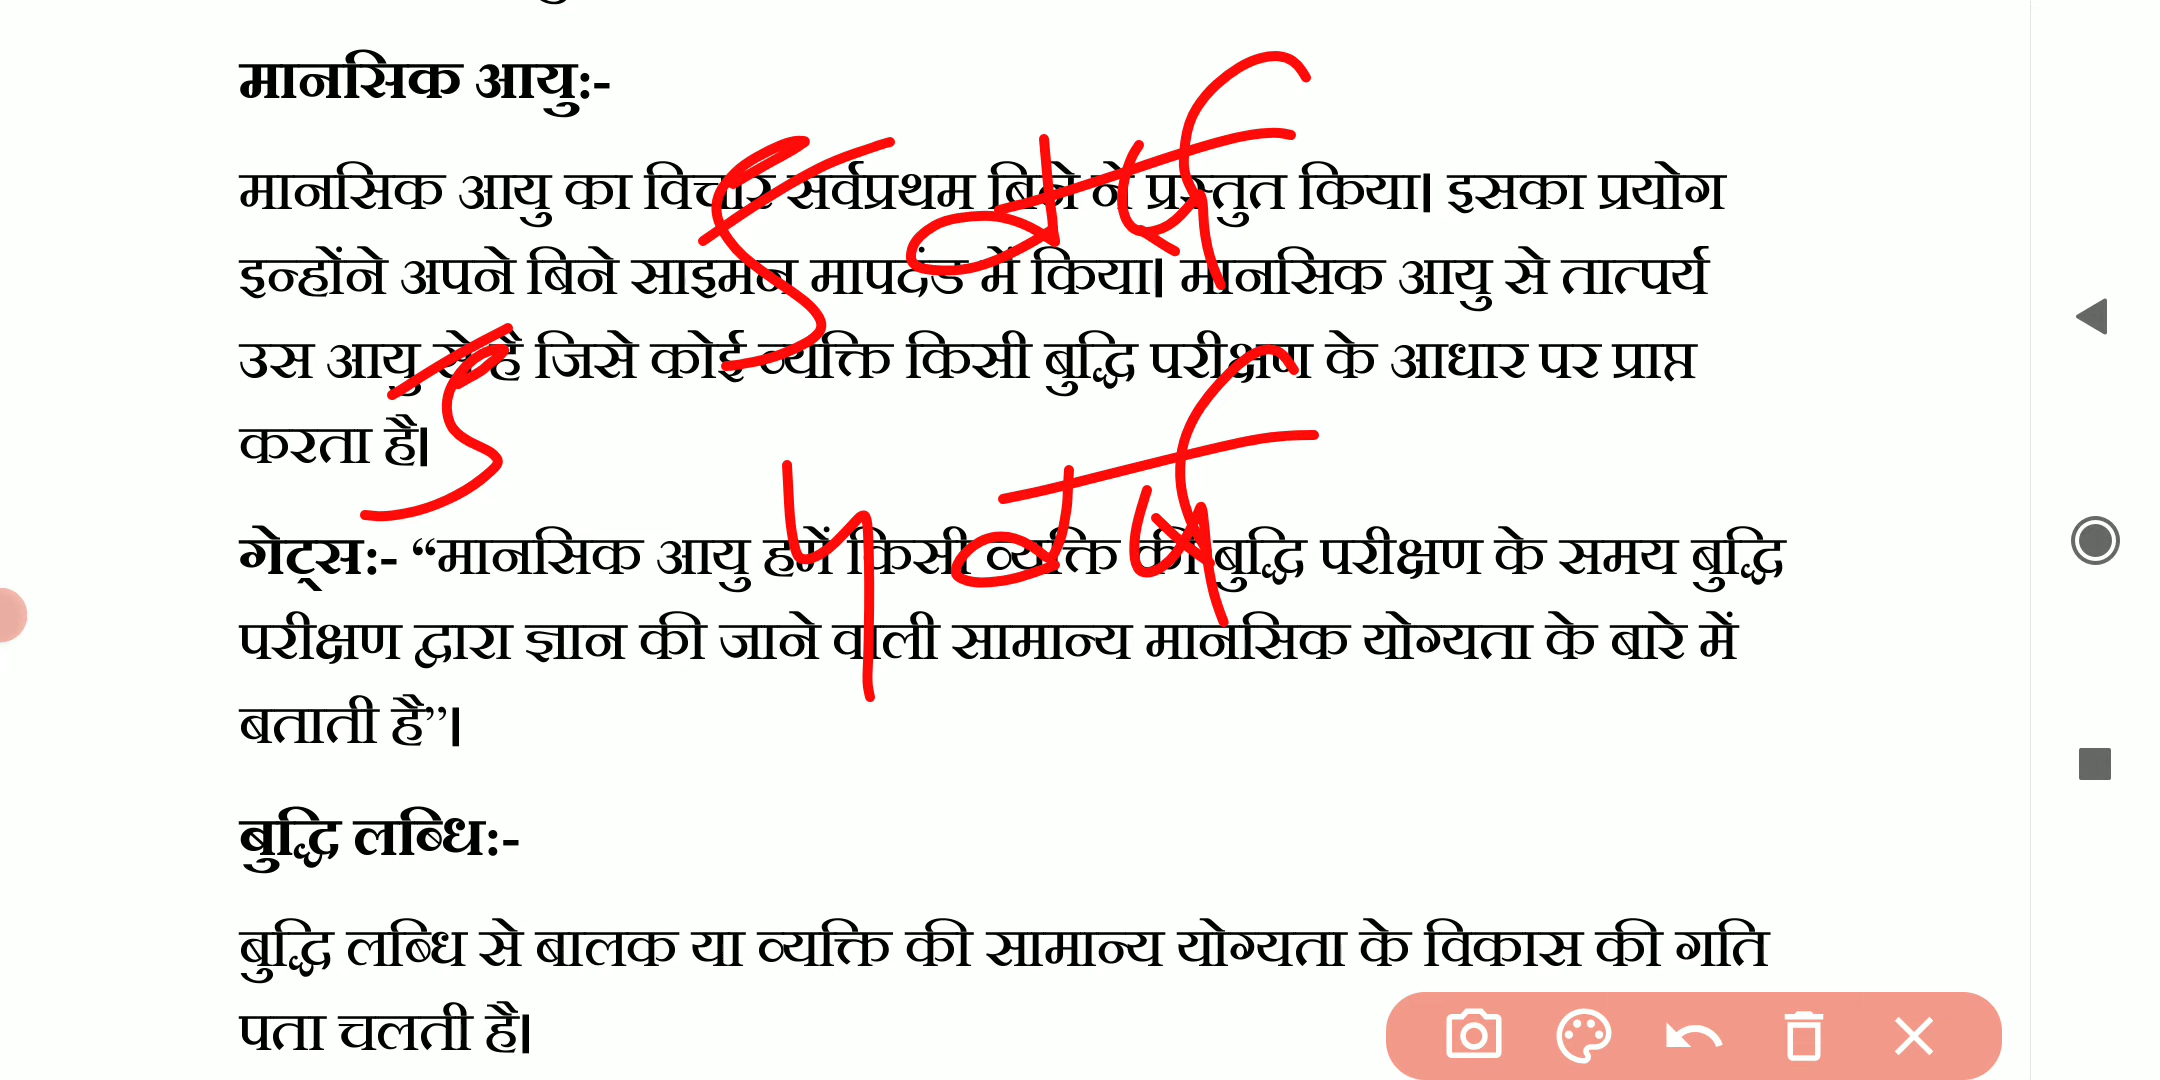 मानसिक आयु:-
मानसिक आयु का विचार सर्वप्रथम बिने ने प्रस्तुत किया। इसका प्रयोग
इन्होंने अपने बिने साइमन मापदंड में किया। मानसिक आयु से तात्पर्य
उस आयु से है जिसे कोई व्यक्ति किसी बुद्धि परीक्षण के आधार पर प्राप्त
करता है।
गेट्स:- “मानसिक आयु हमें किसी व्यक्ति की बुद्धि परीक्षण के समय बुद्धि
परीक्षण द्वारा ज्ञान की जाने वाली सामान्य मानसिक योग्यता के बारे में
बताती है”।
बुद्धि लब्धि:-
बुद्धि लब्धि से बालक या व्यक्ति की सामान्य योग्यता के विकास की गति
पता चलती है।